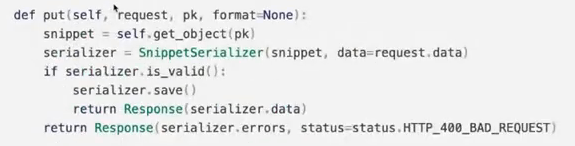 def put(self, request, pk, format=None):
    snippet = self.get_object(pk)
    serializer = SnippetSerializer(snippet, data=request.data)
    if serializer.is_valid():
        serializer.save()
        return Response(serializer.data)
    return Response(serializer.errors, status=status.HTTP_400_BAD_REQUEST)